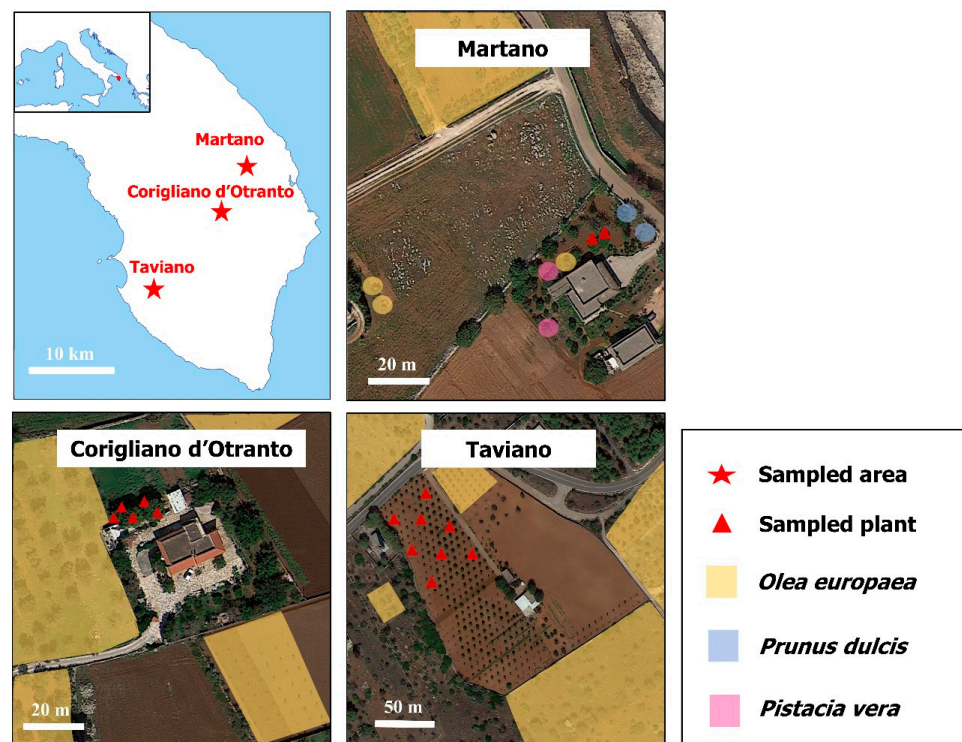 Martano
Corigliano d'Otranto
Taviano
10 km
Martano
20 m
Corigliano d'Otranto
20 m
Taviano
50 m
Sampled area
Sampled plant
Olea europaea
Prunus dulcis
Pistacia vera